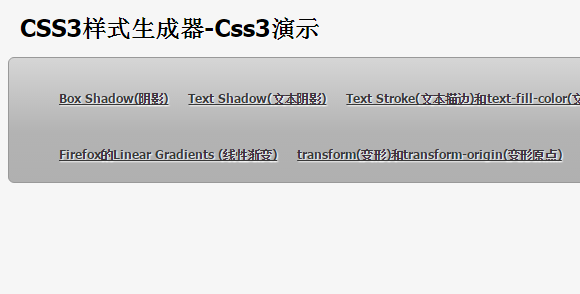 CSS3样式生成器-Css3演示
Box Shadow(阴影) Text Shadow(文本阴影) Text Stroke(文本描边)和text-fill-color(文
Firefox的Linear Gradients (线性渐变) transform(变形)和transform-origin(变形原点)